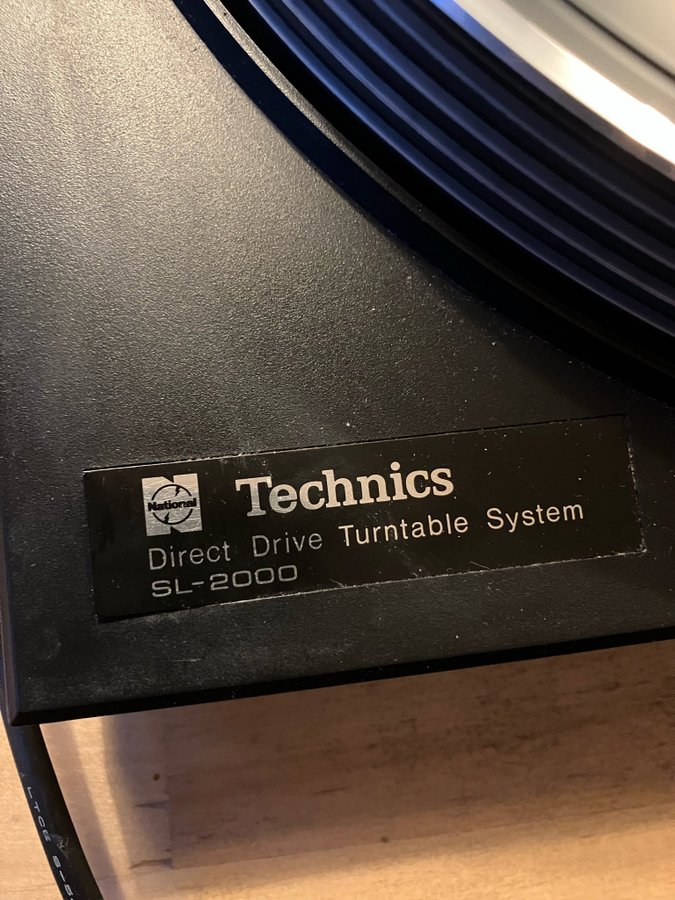 National
Technics
Direct Drive Turntable System
SL-2000